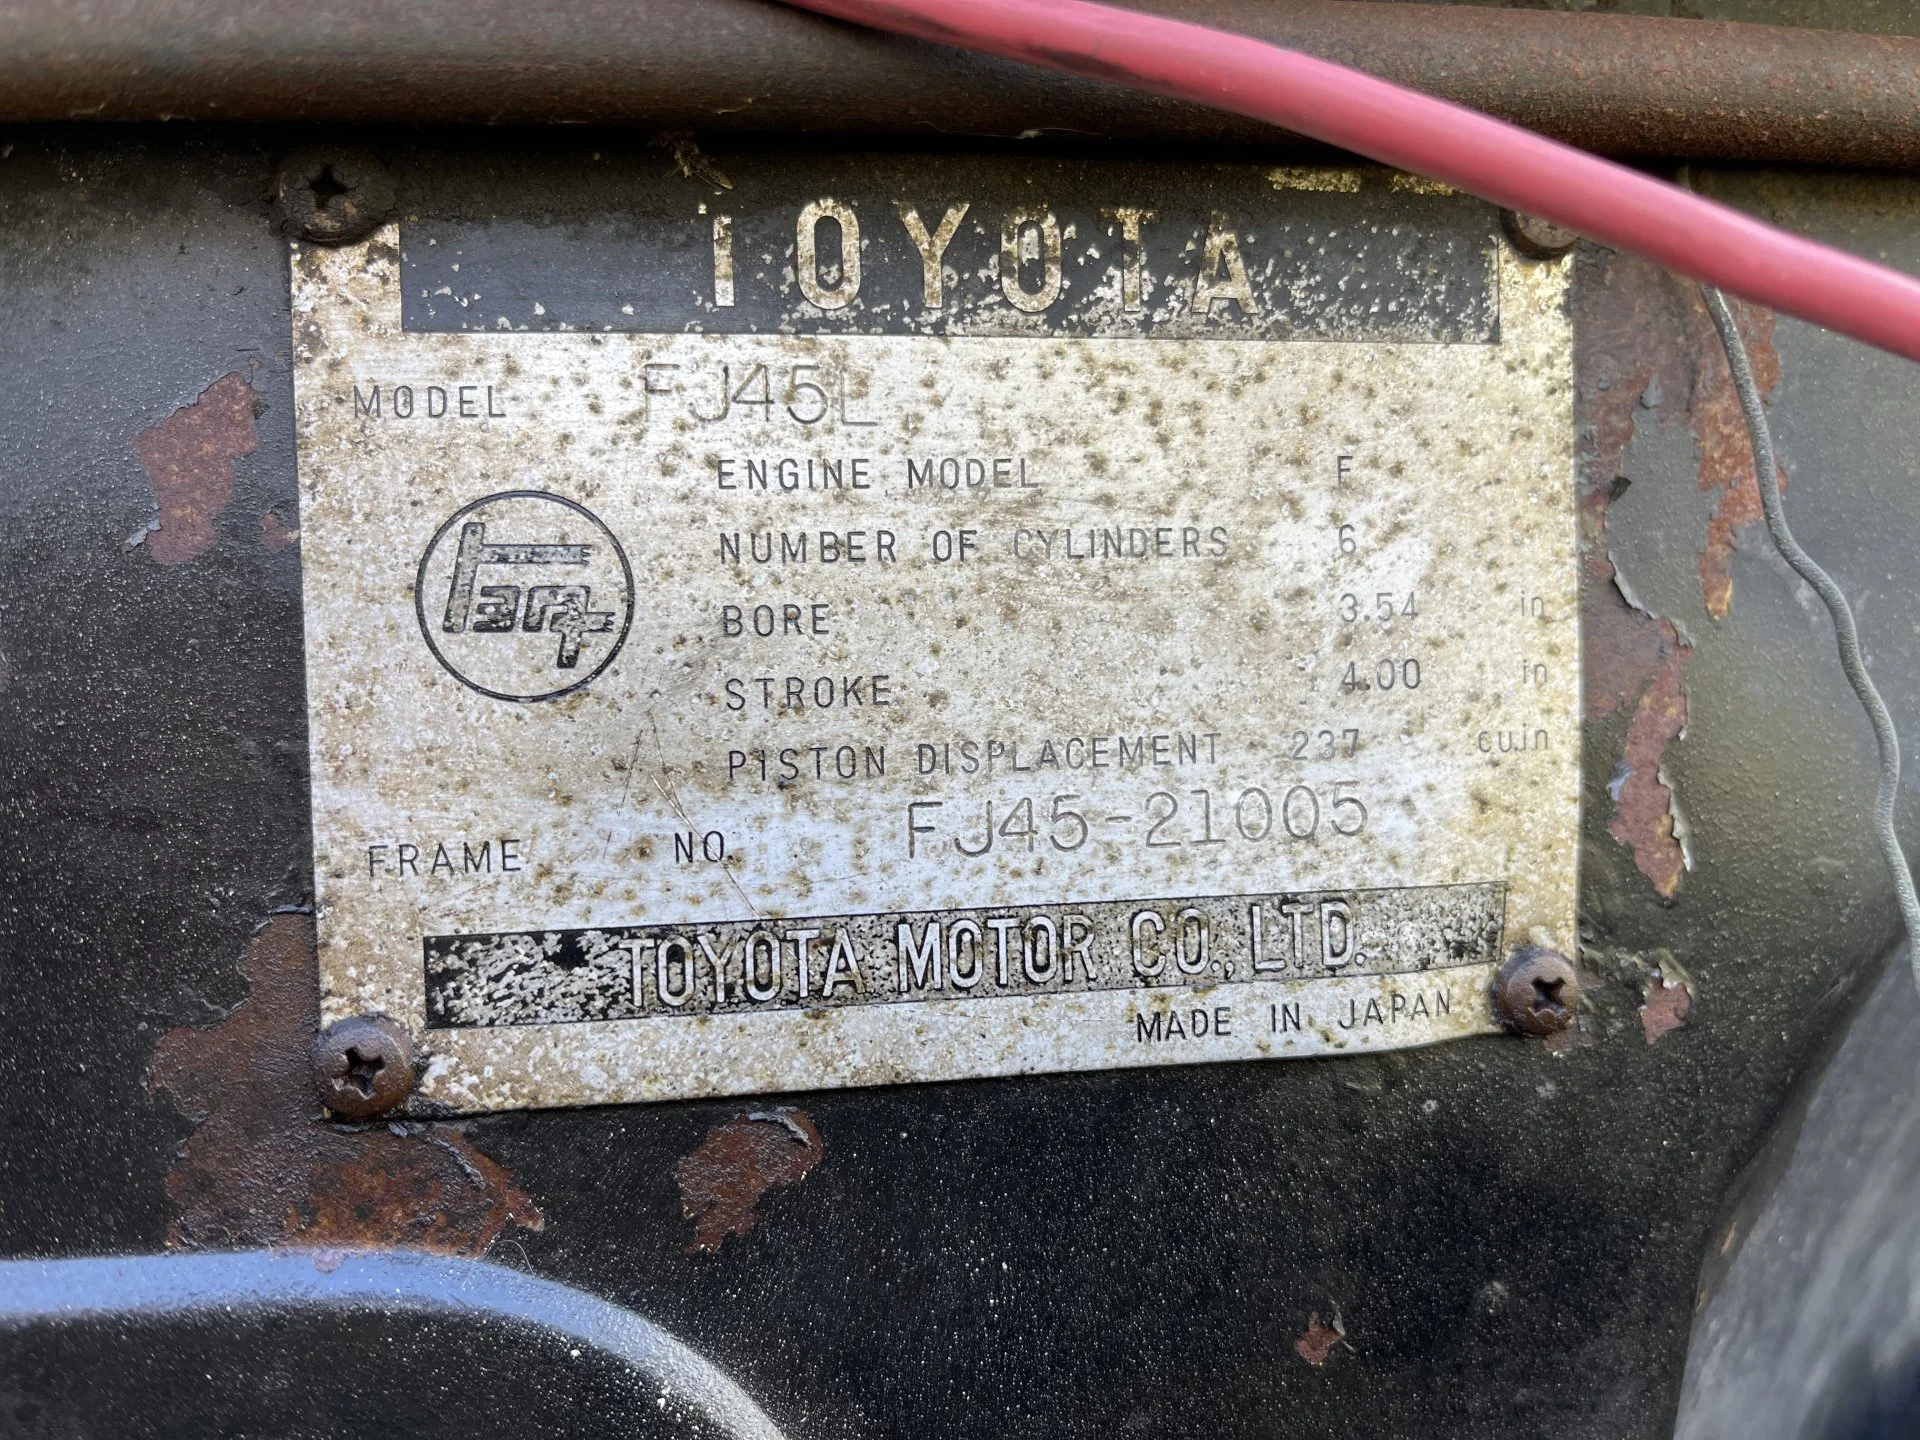 TOYOTA
MODEL FJ45L
ENGINE MODEL F
NUMBER OF CYLINDERS 6
BORE 3.54 in
STROKE 4.00 in
PISTON DISPLACEMENT 237 cu.in
FRAME NO. FJ45-21005
TOYOTA MOTOR CO., LTD.
MADE IN JAPAN